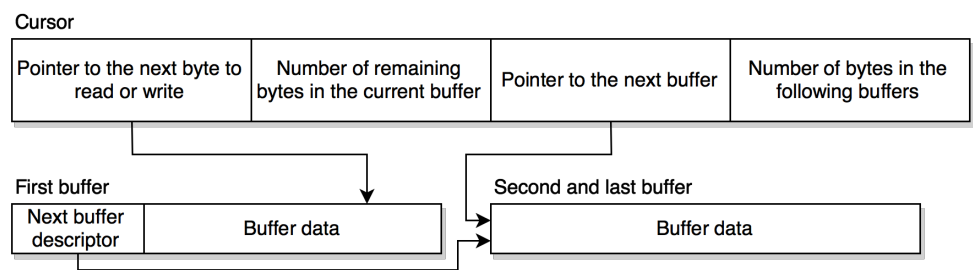 Cursor
Pointer to the next byte to
read or write
Number of remaining
bytes in the current buffer
Pointer to the next buffer
Number of bytes in the
following buffers
First buffer
Next buffer
descriptor
Buffer data
Second and last buffer
Buffer data